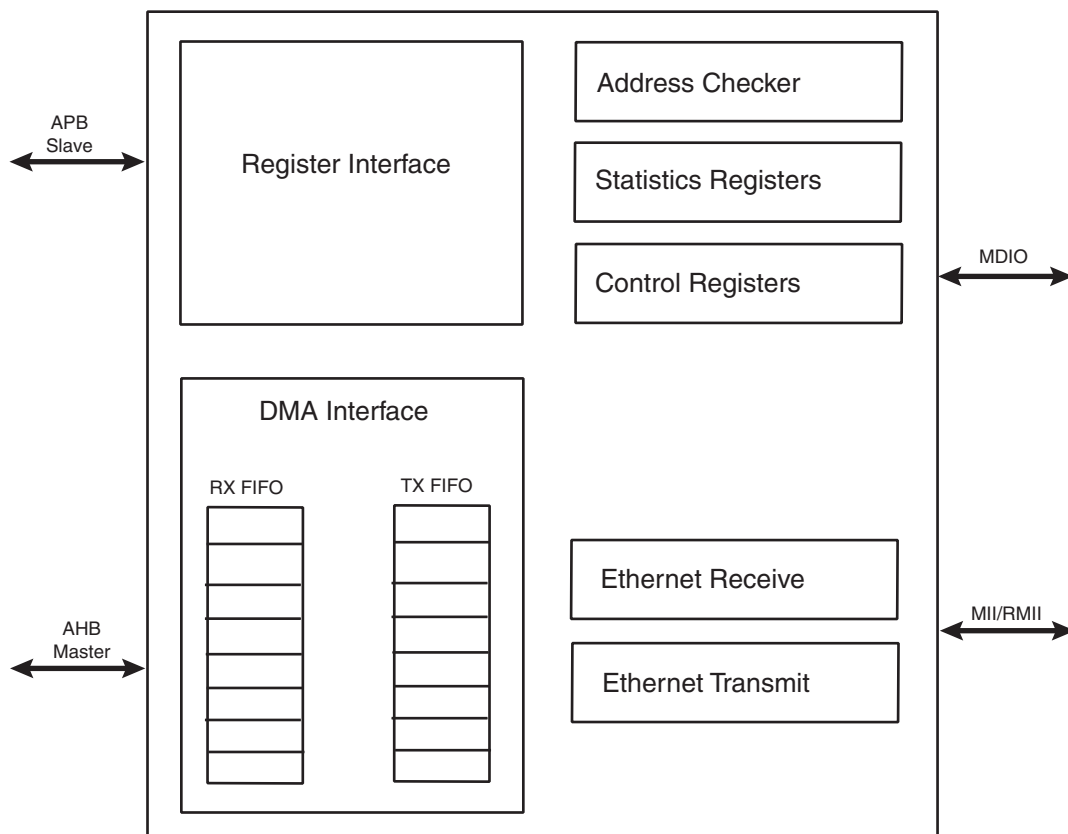 APB
Slave
Register Interface
Address Checker
Statistics Registers
Control Registers
MDIO
DMA Interface
RX FIFO
TX FIFO
AHB
Master
Ethernet Receive
Ethernet Transmit
MII/RMII